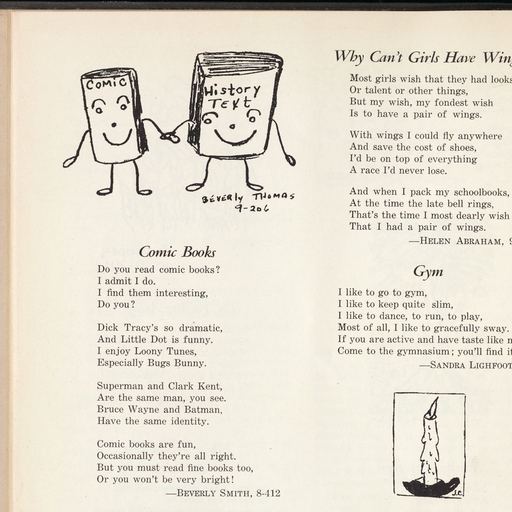 COMIC
History
TEXT
BEVERLY THOMAS
9-206
Comic Books
Do you read comic books?
I admit I do.
I find them interesting,
Do you?
Dick Tracy's so dramatic,
And Little Dot is funny.
I enjoy Loony Tunes,
Especially Bugs Bunny.
Superman and Clark Kent,
Are the same man, you see.
Bruce Wayne and Batman,
Have the same identity.
Comic books are fun,
Occasionally they're all right.
But you must read fine books too,
Or you won't be very bright!
—BEVERLY SMITH, 8-412
Why Can't Girls Have
Most girls wish that they had looks
Or talent or other things,
But my wish, my fondest wish
Is to have a pair of wings.
With wings I could fly anywhere
And save the cost of shoes,
I'd be on top of everything
A race I'd never lose.
And when I pack my schoolbooks,
At the time the late bell rings,
That's the time I most dearly wish
That I had a pair of wings.
—HELEN ABRAHAM,
Gym
I like to go to gym,
I like to keep quite slim,
I like to dance, to run, to play,
Most of all, I like to gracefully sway.
If you are active and have taste like
Come to the gymnasium; you'll find
—SANDRA LIGHFOOT
J.C.